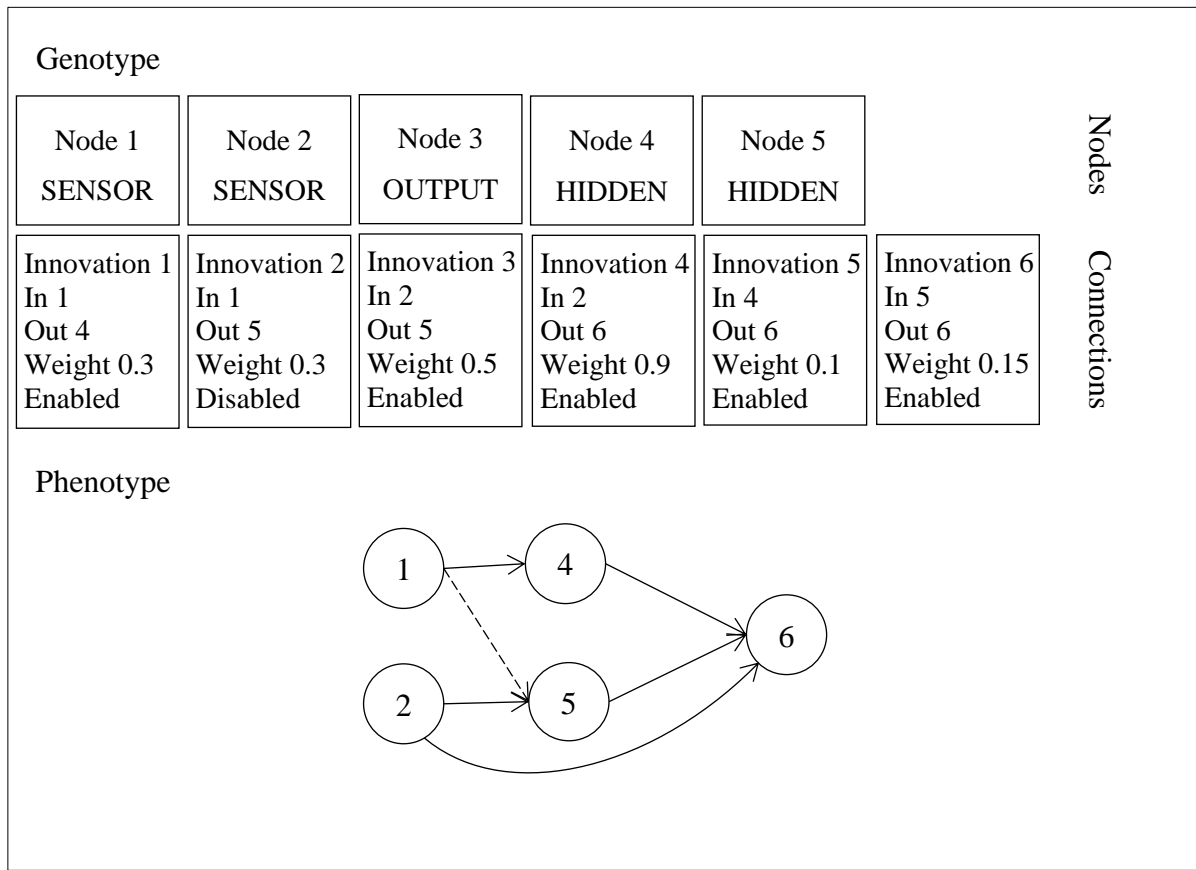 Genotype
Node 1
SENSOR
Node 2
SENSOR
Node 3
OUTPUT
Node 4
HIDDEN
Node 5
HIDDEN
Nodes
Innovation 1
In 1
Out 4
Weight 0.3
Enabled
Innovation 2
In 1
Out 5
Weight 0.3
Disabled
Innovation 3
In 2
Out 5
Weight 0.5
Enabled
Innovation 4
In 2
Out 6
Weight 0.9
Enabled
Innovation 5
In 4
Out 6
Weight 0.1
Enabled
Innovation 6
In 5
Out 6
Weight 0.15
Enabled
Connections
Phenotype
1
4
6
2
5